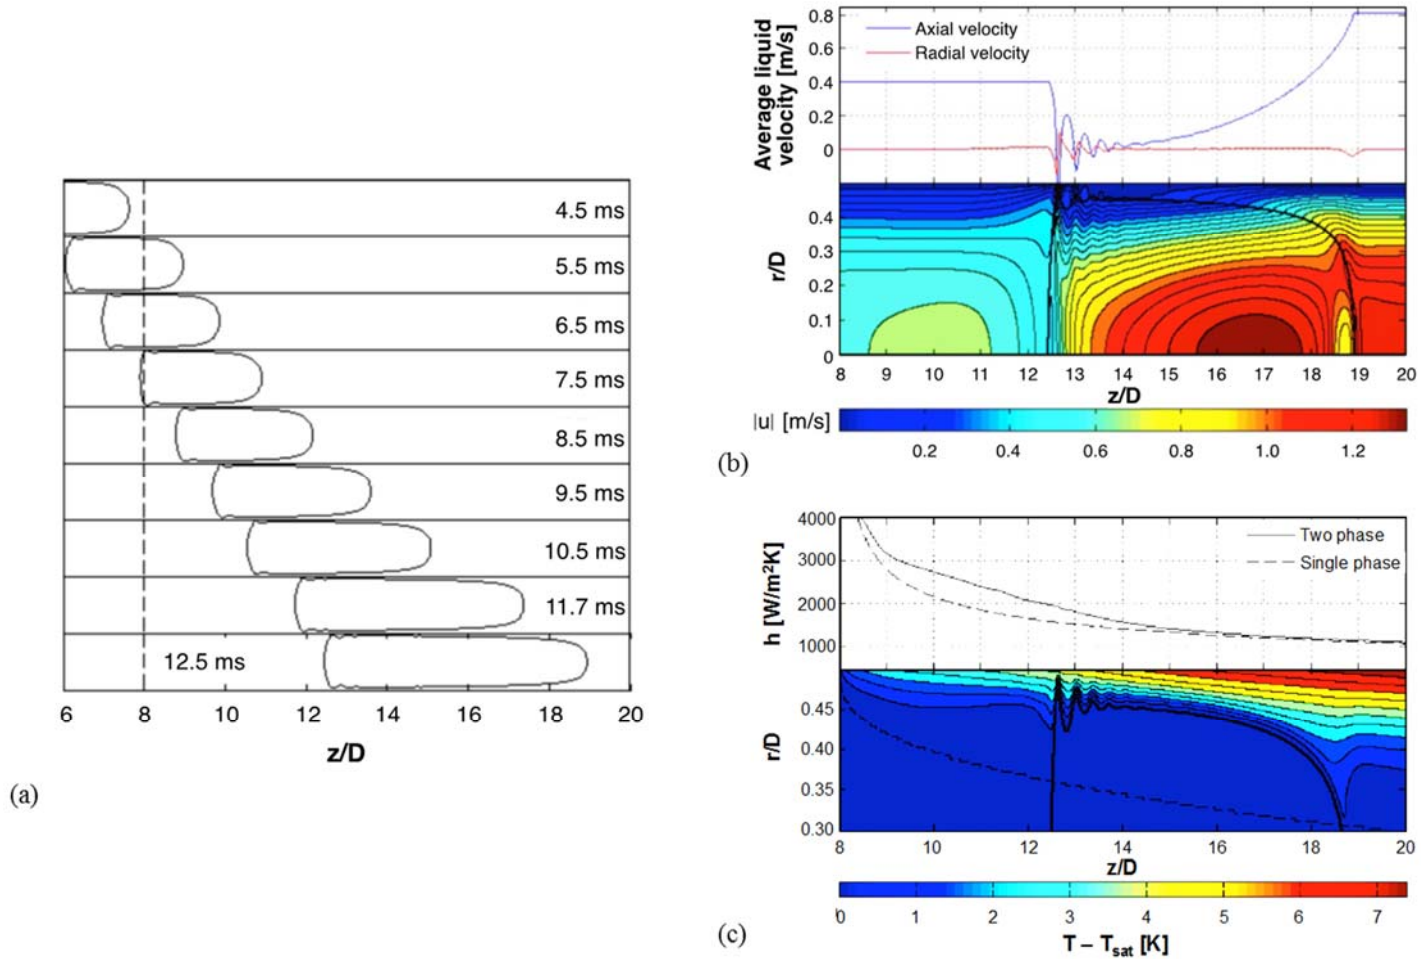 4.5 ms
5.5 ms
6.5 ms
7.5 ms
8.5 ms
9.5 ms
10.5 ms
11.7 ms
12.5 ms
6 8 10 12 14 16 18 20
z/D
(a)
Average liquid
velocity [m/s]
0.8
0.6
0.4
0.2
0
Axial velocity
Radial velocity
r/D
0.4
0.3
0.2
0.1
0
8 9 10 11 12 13 14 15 16 17 18 19 20
z/D
|u| [m/s]
0.2 0.4 0.6 0.8 1.0 1.2
(b)
h [W/m²K]
4000
3000
2000
1000
Two phase
Single phase
r/D
0.45
0.40
0.35
0.30
8 10 12 14 16 18 20
z/D
0 1 2 3 4 5 6 7
T – Tsat [K]
(c)